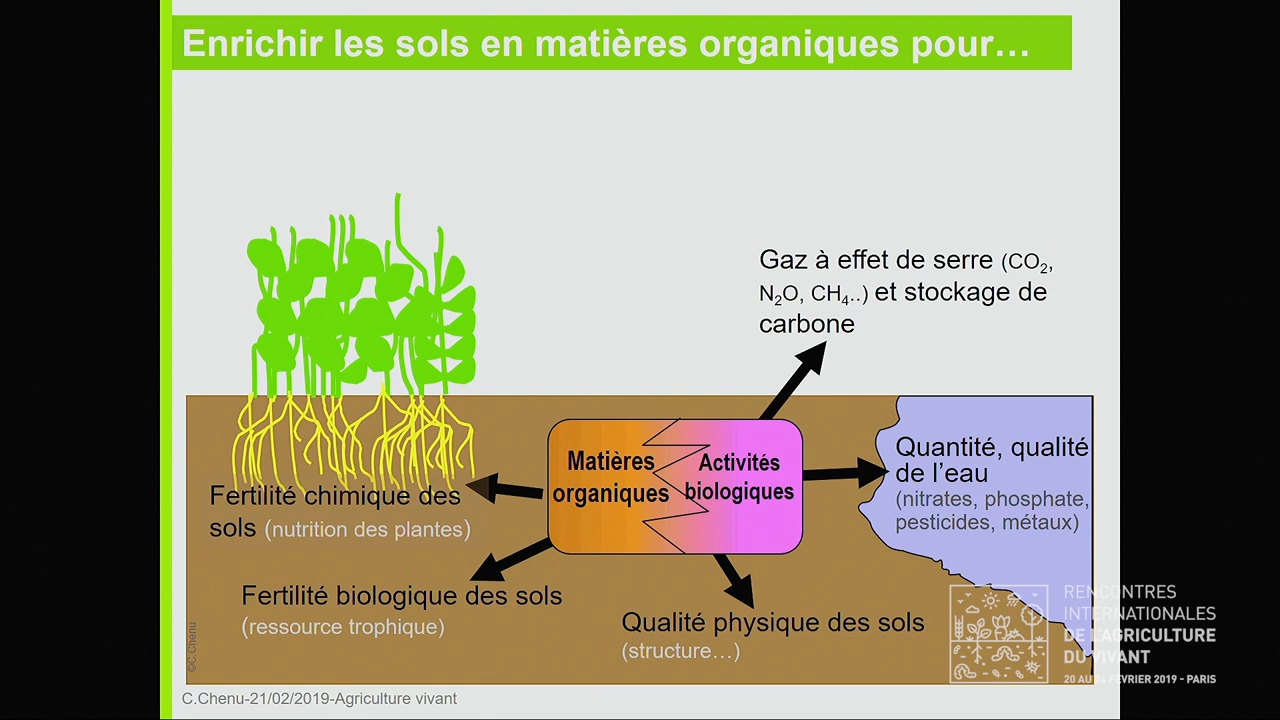 Enrichir les sols en matières organiques pour…
Gaz à effet de serre (CO₂,
N₂O, CH₄..) et stockage de
carbone
Matières
organiques
Activités
biologiques
Quantité, qualité
de l’eau
(nitrates, phosphate,
pesticides, métaux)
Fertilité chimique des
sols (nutrition des plantes)
Fertilité biologique des sols
(ressource trophique)
Qualité physique des sols
(structure…)
©C.Chenu
C.Chenu-21/02/2019-Agriculture vivant
RENCONTRES
INTERNATIONALES
DE L’AGRICULTURE
DU VIVANT
20 AU 24 FÉVRIER 2019 - PARIS